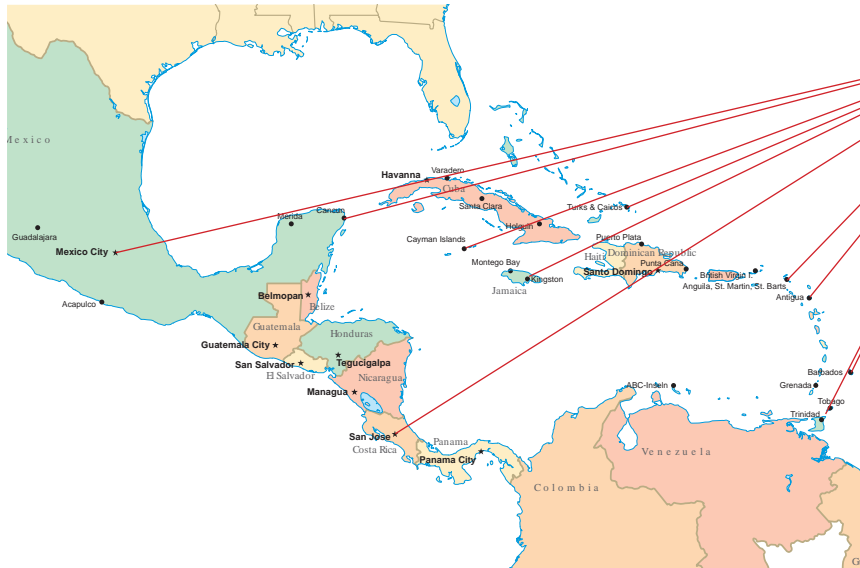 Mexico
Havanna
Varadero
Cuba
Santa Clara
Holquin
Turks & Caicos
Cancun
Merida
Guadalajara
Mexico City
Cayman Islands
Puerto Plata
Dominican Republic
Haiti
Punta Cana
Santo Domingo
Montego Bay
Kingston
Jamaica
British Virgin I.
Anguila, St. Martin, St. Barts,
Antigua
Acapulco
Belmopan
Belize
Guatemala
Honduras
Guatemala City
San Salvador
Tegucigalpa
El Salvador
Nicaragua
Managua
Barbados
Grenada
ABC-Inseln
Tobago
Trinidad
San Jose
Costa Rica
Panama
Panama City
Venezuela
Colombia
G